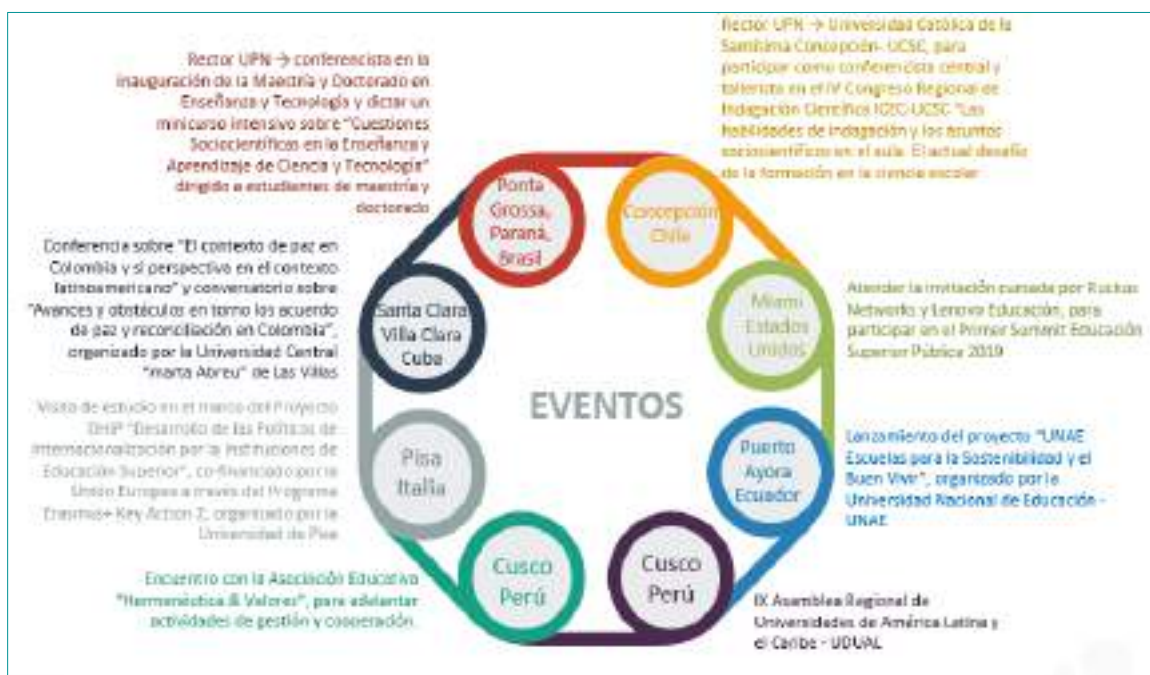 Rector UPN → conferencista en la
inauguración de la Maestría y Doctorado en
Enseñanza y Tecnología y dictar un
minicurso intensivo sobre "Cuestiones
Sociocientíficas en la Enseñanza y
Aprendizaje de Ciencia y Tecnología"
dirigido a estudiantes de maestría y
doctorado
Rector UPN → Universidad Católica de la
Santísima Concepción- UCSC, para
participar como conferencista central y
tallerista en el IV Congreso Regional de
Indagación Científica ICEC-UCSC "Las
habilidades de indagación y los asuntos
sociocientíficos en el aula. El actual desafío
de la formación en la ciencia escolar
Ponta
Grossa,
Paraná,
Brasil
Concepción
Chile
Conferencia sobre "El contexto de paz en
Colombia y si perspectiva en el contexto
latinoamericano" y conversatorio sobre
"Avances y obstáculos en torno los acuerdo
de paz y reconciliación en Colombia",
organizado por la Universidad Central
"marta Abreu" de Las Villas
Santa Clara
Villa Clara
Cuba
Miami
Estados
Unidos
Atender la invitación cursada por Ruckus
Networks y Lenovo Educación, para
participar en el Primer Summit Educación
Superior Pública 2019
EVENTOS
Visita de estudio en el marco del Proyecto
"Desarrollo de las Políticas de
Internacionalización por la Instituciones de
Educación Superior", co-financiado por la
Unión Europea a través del Programa
Erasmus+ Key Action 2, organizado por la
Universidad de Pisa
Pisa
Italia
Puerto
Ayora
Ecuador
Lanzamiento del proyecto "UNAE
Escuelas para la Sostenibilidad y el
Buen Vivir", organizado por la
Universidad Nacional de Educación -
UNAE
Encuentro con la Asociación Educativa
"Hermenéutica & Valores", para adelantar
actividades de gestión y cooperación.
Cusco
Perú
Cusco
Perú
IX Asamblea Regional de
Universidades de América Latina y
el Caribe - UDUAL